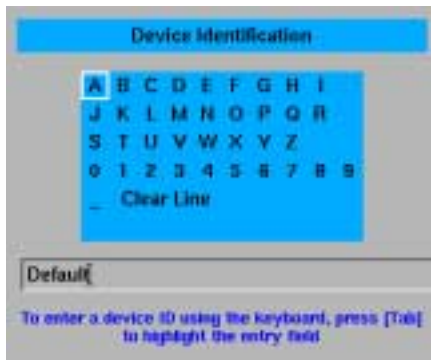 Device Identification
A B C D E F G H I
J K L M N O P Q R
S T U V W X Y Z
0 1 2 3 4 5 6 7 8 9
_ Clear Line
Default
To enter a device ID using the keyboard, press [Tab]
to highlight the entry field